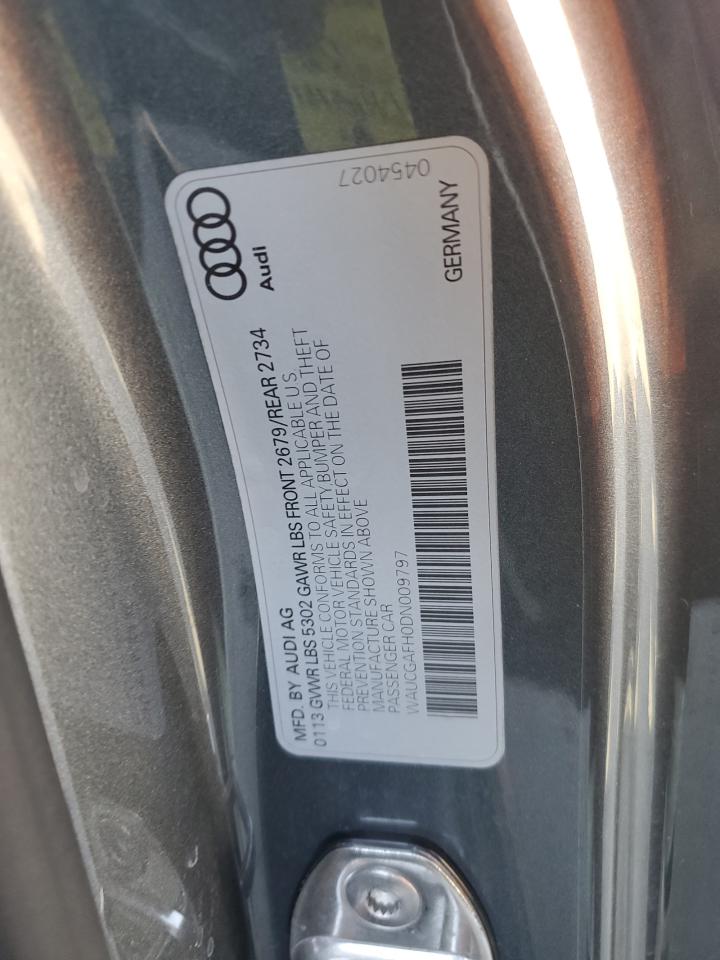 MFD. BY AUDI AG
0113 GVWR LBS 5302 GAWR LBS FRONT 2679/REAR 2734
THIS VEHICLE CONFORMS TO ALL APPLICABLE U.S.
FEDERAL MOTOR VEHICLE SAFETY, BUMPER AND THEFT
PREVENTION STANDARDS IN EFFECT ON THE DATE OF
MANUFACTURE SHOWN ABOVE
PASSENGER CAR
WAUCGAFH0DN009797
Audi
GERMANY
0454027